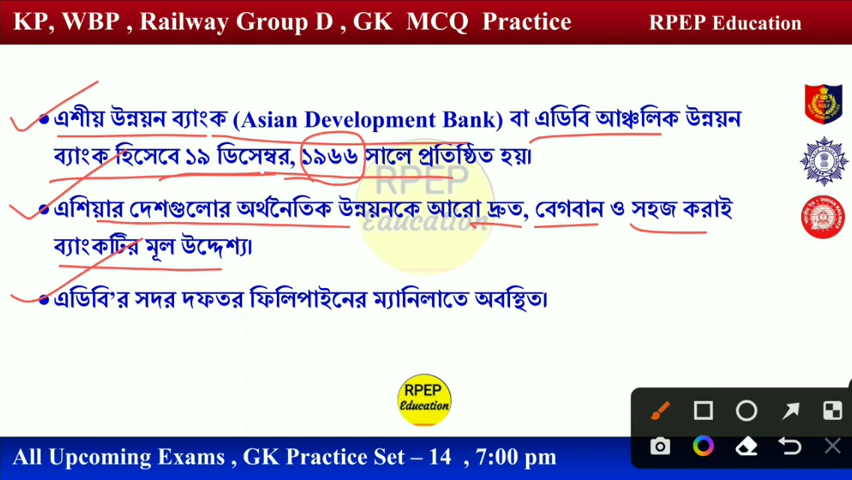 KP, WBP , Railway Group D , GK MCQ Practice
RPEP Education
• এশীয় উন্নয়ন ব্যাংক (Asian Development Bank) বা এডিবি আঞ্চলিক উন্নয়ন
ব্যাংক হিসেবে ১৯ ডিসেম্বর, ১৯৬৬ সালে প্রতিষ্ঠিত হয়।
• এশিয়ার দেশগুলোর অর্থনৈতিক উন্নয়নকে আরো দ্রুত, বেগবান ও সহজ করাই
ব্যাংকটির মূল উদ্দেশ্য।
• এডিবি’র সদর দফতর ফিলিপাইনের ম্যানিলাতে অবস্থিত।
RPEP
Education
RPEP
Education
All Upcoming Exams , GK Practice Set – 14 , 7:00 pm